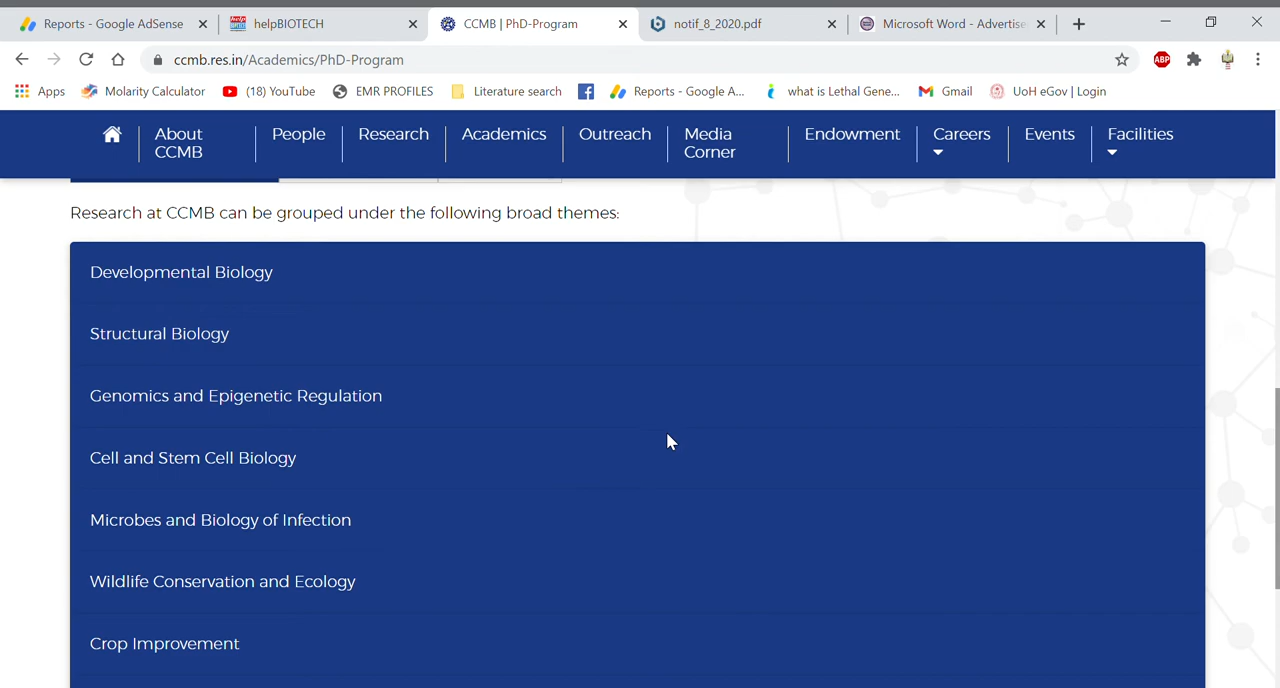 Reports - Google AdSense
help
helpBIOTECH
CCMB | PhD-Program
notif_8_2020.pdf
Microsoft Word - Advertise
ccmb.res.in/Academics/PhD-Program
ABP
Apps
Molarity Calculator
(18) YouTube
EMR PROFILES
Literature search
Reports - Google A...
what is Lethal Gene...
Gmail
UoH eGov | Login
About CCMB
People
Research
Academics
Outreach
Media Corner
Endowment
Careers
Events
Facilities
Research at CCMB can be grouped under the following broad themes:
Developmental Biology
Structural Biology
Genomics and Epigenetic Regulation
Cell and Stem Cell Biology
Microbes and Biology of Infection
Wildlife Conservation and Ecology
Crop Improvement